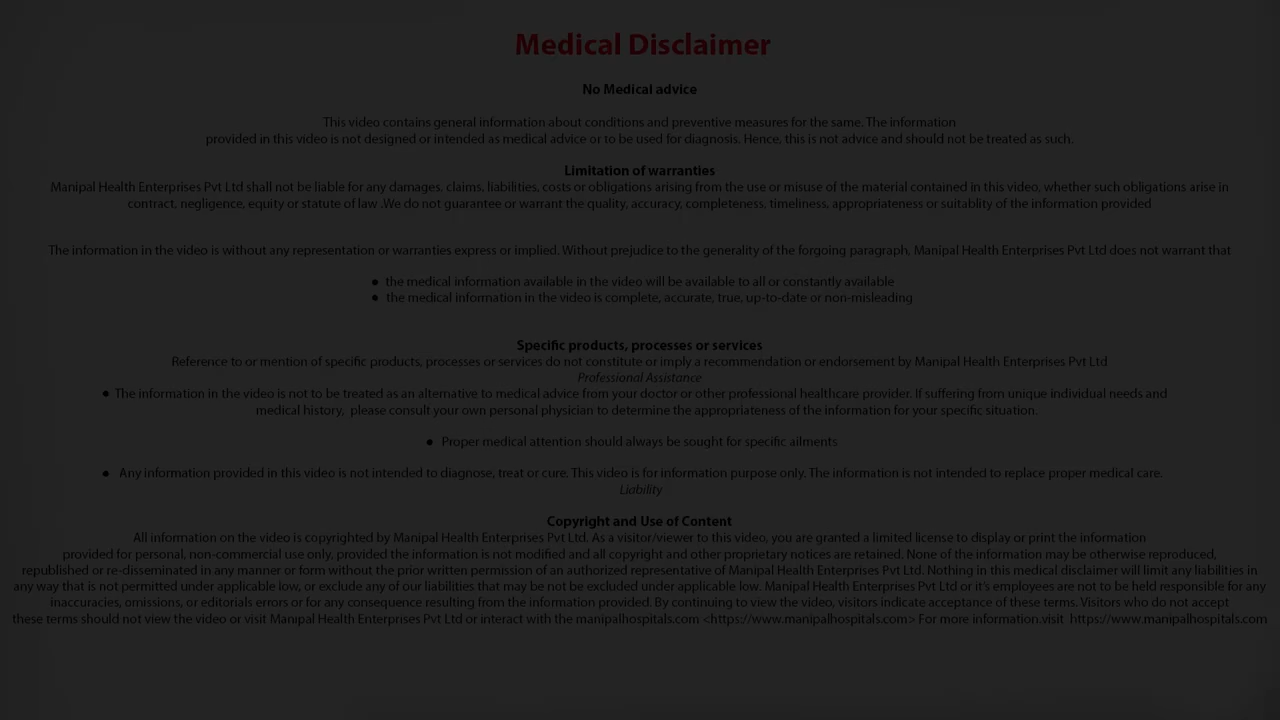 Medical Disclaimer
No Medical advice
This video contains general information about conditions and preventive measures for the same. The information
provided in this video is not designed or intended as medical advice or to be used for diagnosis. Hence, this is not advice and should not be treated as such.
Limitation of warranties
Manipal Health Enterprises Pvt Ltd shall not be liable for any damages, claims, liabilities, costs or obligations arising from the use or misuse of the material contained in this video, whether such obligations arise in
contract, negligence, equity or statute of law .We do not guarantee or warrant the quality, accuracy, completeness, timeliness, appropriateness or suitablity of the information provided
The information in the video is without any representation or warranties express or implied. Without prejudice to the generality of the forgoing paragraph, Manipal Health Enterprises Pvt Ltd does not warrant that
● the medical information available in the video will be available to all or constantly available
● the medical information in the video is complete, accurate, true, up-to-date or non-misleading
Specific products, processes or services
Reference to or mention of specific products, processes or services do not constitute or imply a recommendation or endorsement by Manipal Health Enterprises Pvt Ltd
Professional Assistance
● The information in the video is not to be treated as an alternative to medical advice from your doctor or other professional healthcare provider. If suffering from unique individual needs and
medical history, please consult your own personal physician to determine the appropriateness of the information for your specific situation.
● Proper medical attention should always be sought for specific ailments
● Any information provided in this video is not intended to diagnose, treat or cure. This video is for information purpose only. The information is not intended to replace proper medical care.
Liability
Copyright and Use of Content
All information on the video is copyrighted by Manipal Health Enterprises Pvt Ltd. As a visitor/viewer to this video, you are granted a limited license to display or print the information
provided for personal, non-commercial use only, provided the information is not modified and all copyright and other proprietary notices are retained. None of the information may be otherwise reproduced,
republished or re-disseminated in any manner or form without the prior written permission of an authorized representative of Manipal Health Enterprises Pvt Ltd. Nothing in this medical disclaimer will limit any liabilities in
any way that is not permitted under applicable low, or exclude any of our liabilities that may be not be excluded under applicable low. Manipal Health Enterprises Pvt Ltd or it's employees are not to be held responsible for any
inaccuracies, omissions, or editorials errors or for any consequence resulting from the information provided. By continuing to view the video, visitors indicate acceptance of these terms. Visitors who do not accept
these terms should not view the video or visit Manipal Health Enterprises Pvt Ltd or interact with the manipalhospitals.com <https://www.manipalhospitals.com> For more information.visit https://www.manipalhospitals.com